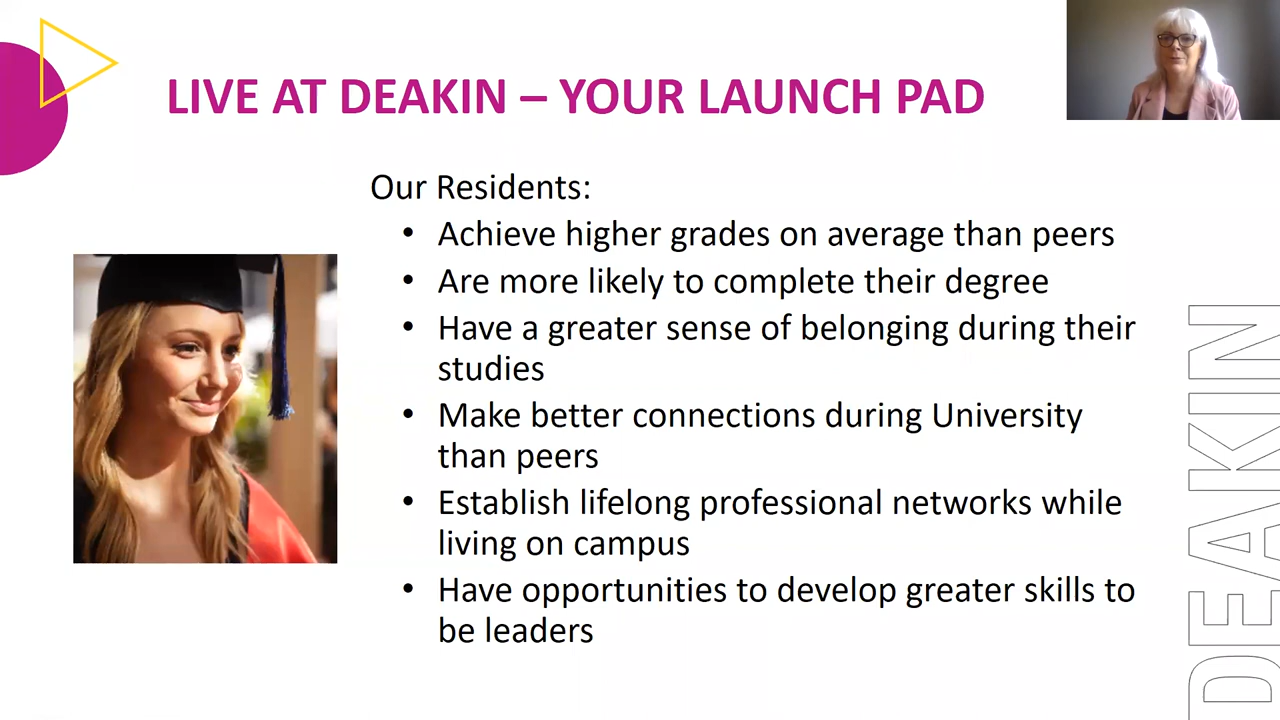 LIVE AT DEAKIN – YOUR LAUNCH PAD
Our Residents:
• Achieve higher grades on average than peers
• Are more likely to complete their degree
• Have a greater sense of belonging during their
studies
• Make better connections during University
than peers
• Establish lifelong professional networks while
living on campus
• Have opportunities to develop greater skills to
be leaders
DEAKIN